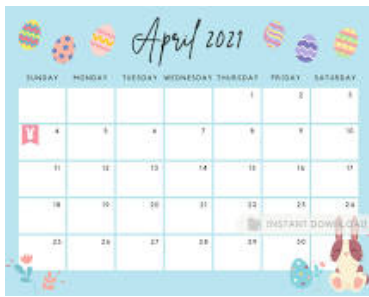 April 2021
SUNDAY MONDAY TUESDAY WEDNESDAY THURSDAY FRIDAY SATURDAY
1 2 3
4 5 6 7 8 9 10
11 12 13 14 15 16 17
18 19 20 21 22 23 24
INSTANT DOWNLOAD
25 26 27 28 29 30